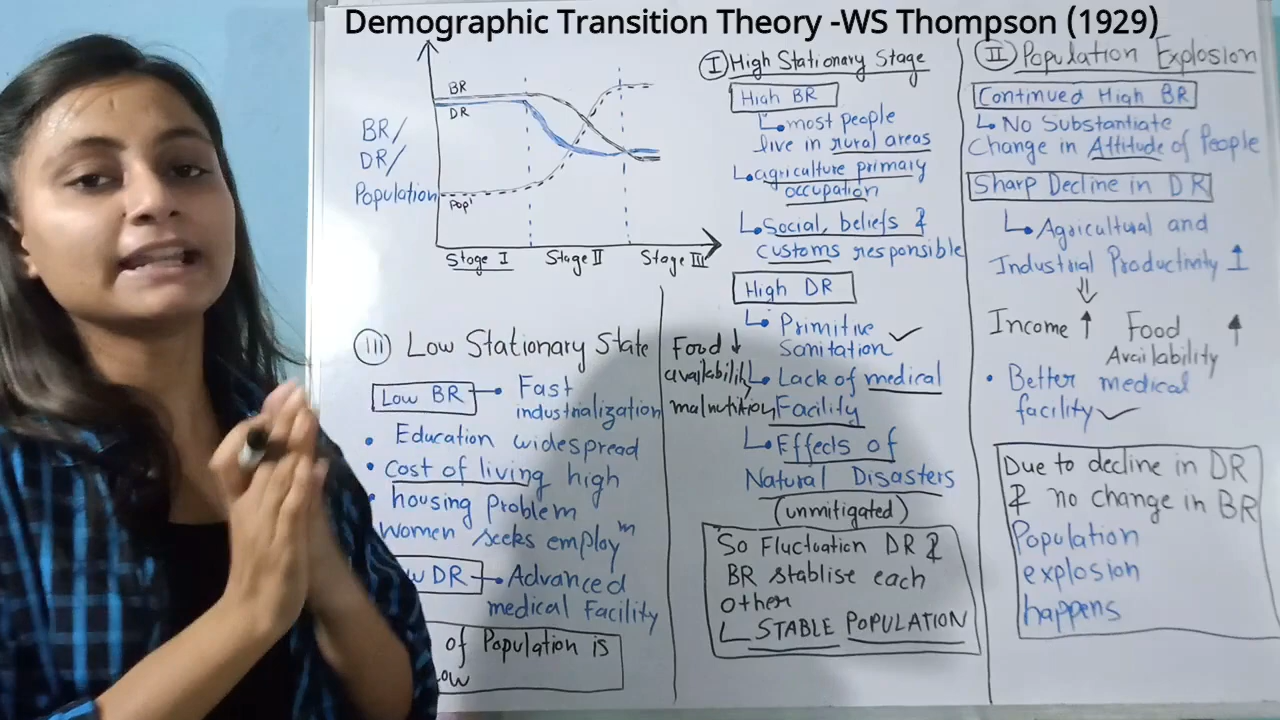 Demographic Transition Theory -WS Thompson (1929)
BR
DR
BR/
DR/
Population
Popⁿ
Stage I
Stage II
Stage III
I High Stationary Stage
High BR
most people
live in rural areas
agriculture primary
occupation
Social, beliefs &
customs responsible
High DR
Primitive
Sanitation
Lack of medical
Facility
Food ↓
availability
malnutrition
Effects of
Natural Disasters
(unmitigated)
So Fluctuation DR &
BR stablise each
other
STABLE POPULATION
II Population Explosion
Continued High BR
No Substantiate
Change in Attitude of People
Sharp Decline in DR
Agricultural and
Industrial Productivity ↑
⇓
Income ↑ Food ↑
Availability
• Better medical
facility
Due to decline in DR
& no change in BR
Population
explosion
happens
III Low Stationary State
Low BR → Fast
industrialization
• Education widespread
• Cost of living high
• housing problem
Women seeks employᵐ
DR → Advanced
medical Facility
of Population is